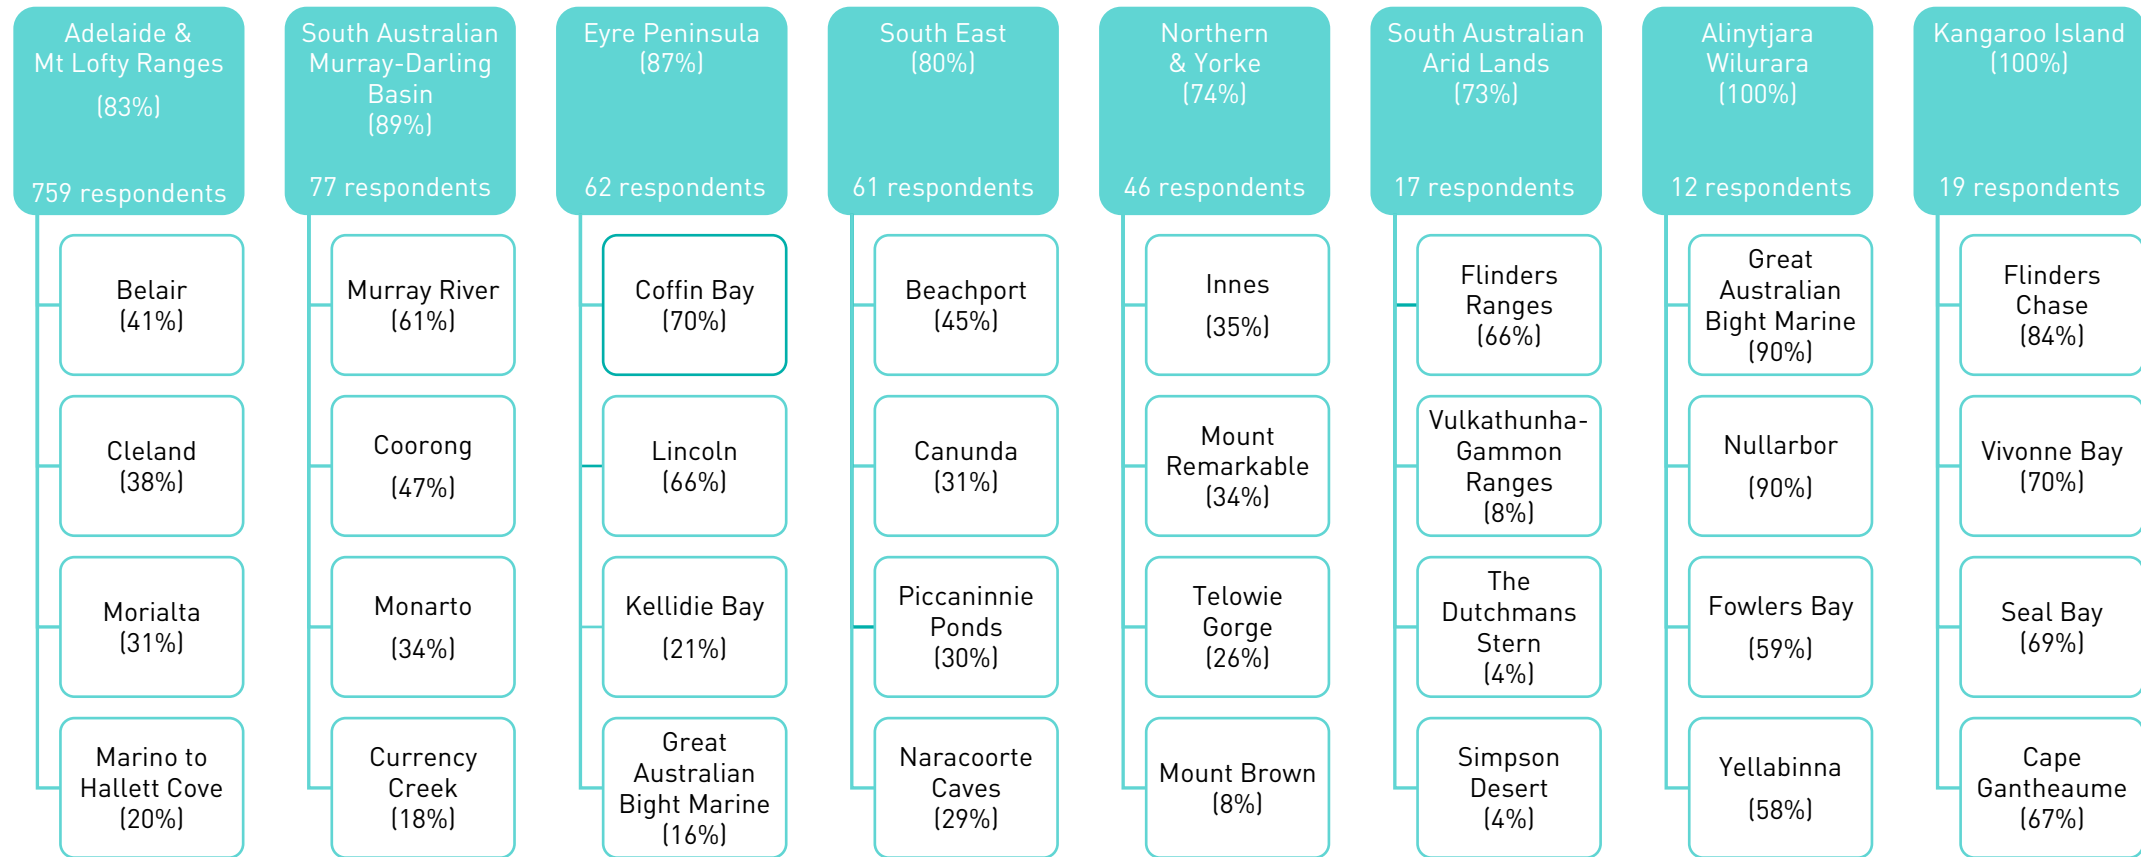 Adelaide &
Mt Lofty Ranges
(83%)
759 respondents
Belair
(41%)
Cleland
(38%)
Morialta
(31%)
Marino to
Hallett Cove
(20%)
South Australian
Murray-Darling
Basin
(89%)
77 respondents
Murray River
(61%)
Coorong
(47%)
Monarto
(34%)
Currency
Creek
(18%)
Eyre Peninsula
(87%)
62 respondents
Coffin Bay
(70%)
Lincoln
(66%)
Kellidie Bay
(21%)
Great
Australian
Bight Marine
(16%)
South East
(80%)
61 respondents
Beachport
(45%)
Canunda
(31%)
Piccaninnie
Ponds
(30%)
Naracoorte
Caves
(29%)
Northern
& Yorke
(74%)
46 respondents
Innes
(35%)
Mount
Remarkable
(34%)
Telowie
Gorge
(26%)
Mount Brown
(8%)
South Australian
Arid Lands
(73%)
17 respondents
Flinders
Ranges
(66%)
Vulkathunha-
Gammon
Ranges
(8%)
The
Dutchmans
Stern
(4%)
Simpson
Desert
(4%)
Alinytjara
Wilurara
(100%)
12 respondents
Great
Australian
Bight Marine
(90%)
Nullarbor
(90%)
Fowlers Bay
(59%)
Yellabinna
(58%)
Kangaroo Island
(100%)
19 respondents
Flinders
Chase
(84%)
Vivonne Bay
(70%)
Seal Bay
(69%)
Cape
Gantheaume
(67%)